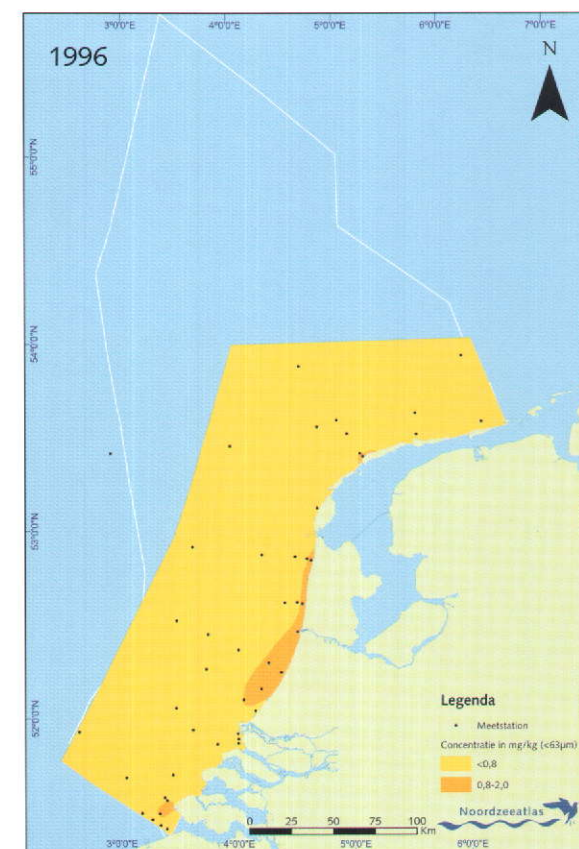 3°0'0"E 4°0'0"E 5°0'0"E 6°0'0"E 7°0'0"E
1996
N
55°0'0"N
54°0'0"N
53°0'0"N
52°0'0"N
Legenda
Meetstation
Concentratie in mg/kg (<63µm)
<0,8
0,8-2,0
Noordzeeatlas
0 25 50 75 100
Km
3°0'0"E 4°0'0"E 5°0'0"E 6°0'0"E